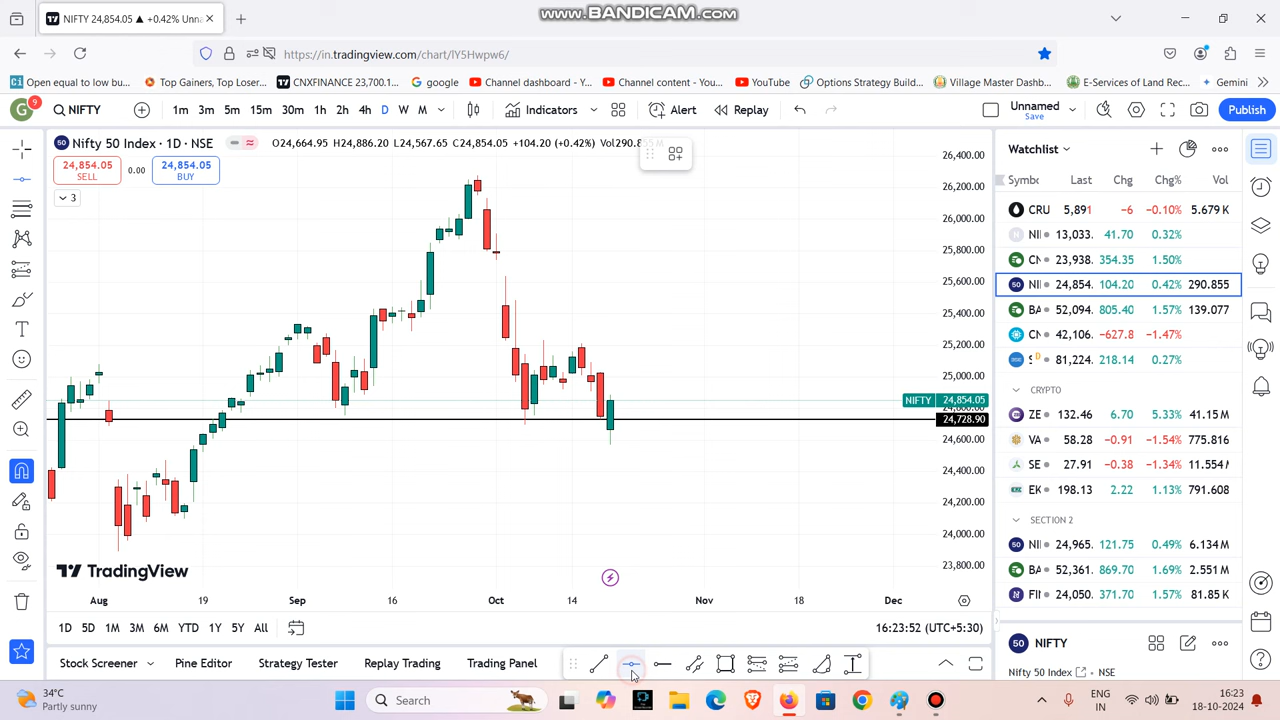 NIFTY 24,854.05 ▲ +0.42% Unna
www.BANDICAM.com
https://in.tradingview.com/chart/lY5Hwpw6/
Open equal to low bu...
Top Gainers, Top Loser...
CNXFINANCE 23,700.1...
google
Channel dashboard - Y...
Channel content - You...
YouTube
Options Strategy Build...
Village Master Dashb...
E-Services of Land Rec...
Gemini
G 9
NIFTY
1m 3m 5m 15m 30m 1h 2h 4h D W M
Indicators
Alert
Replay
Unnamed
Save
Publish
50 Nifty 50 Index · 1D · NSE O24,664.95 H24,886.20 L24,567.65 C24,854.05 +104.20 (+0.42%) Vol290.85
24,854.05
SELL
0.00
24,854.05
BUY
3
26,400.00
26,200.00
26,000.00
25,800.00
25,600.00
25,400.00
25,200.00
25,000.00
NIFTY 24,854.05
24,728.90
24,600.00
24,400.00
24,200.00
24,000.00
23,800.00
TradingView
Aug 19 Sep 16 Oct 14 Nov 18 Dec
1D 5D 1M 3M 6M YTD 1Y 5Y All
16:23:52 (UTC+5:30)
Stock Screener
Pine Editor
Strategy Tester
Replay Trading
Trading Panel
Watchlist
Symbo Last Chg Chg% Vol
CRU 5,891 −6 −0.10% 5.679 K
NI 13,033. 41.70 0.32%
CN 23,938. 354.35 1.50%
50 NI 24,854. 104.20 0.42% 290.855
BA 52,094. 805.40 1.57% 139.077
CN 42,106. −627.8 −1.47%
S D 81,224. 218.14 0.27%
CRYPTO
ZE 132.46 6.70 5.33% 41.15 M
VA 58.28 −0.91 −1.54% 775.816
SE 27.91 −0.38 −1.34% 11.554
EK 198.13 2.22 1.13% 791.608
SECTION 2
50 NI 24,965. 121.75 0.49% 6.134 M
BA 52,361. 869.70 1.69% 2.551 M
FI 24,050. 371.70 1.57% 81.85 K
50 NIFTY
Nifty 50 Index · NSE
34°C
Partly sunny
Search
ENG
IN
16:23
18-10-2024